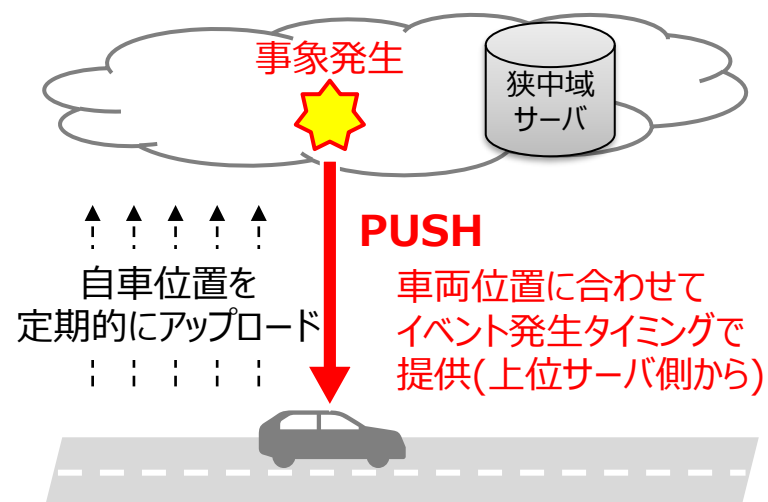 事象発生
狭中域
サーバ
PUSH
自車位置を
定期的にアップロード
車両位置に合わせて
イベント発生タイミングで
提供(上位サーバ側から)